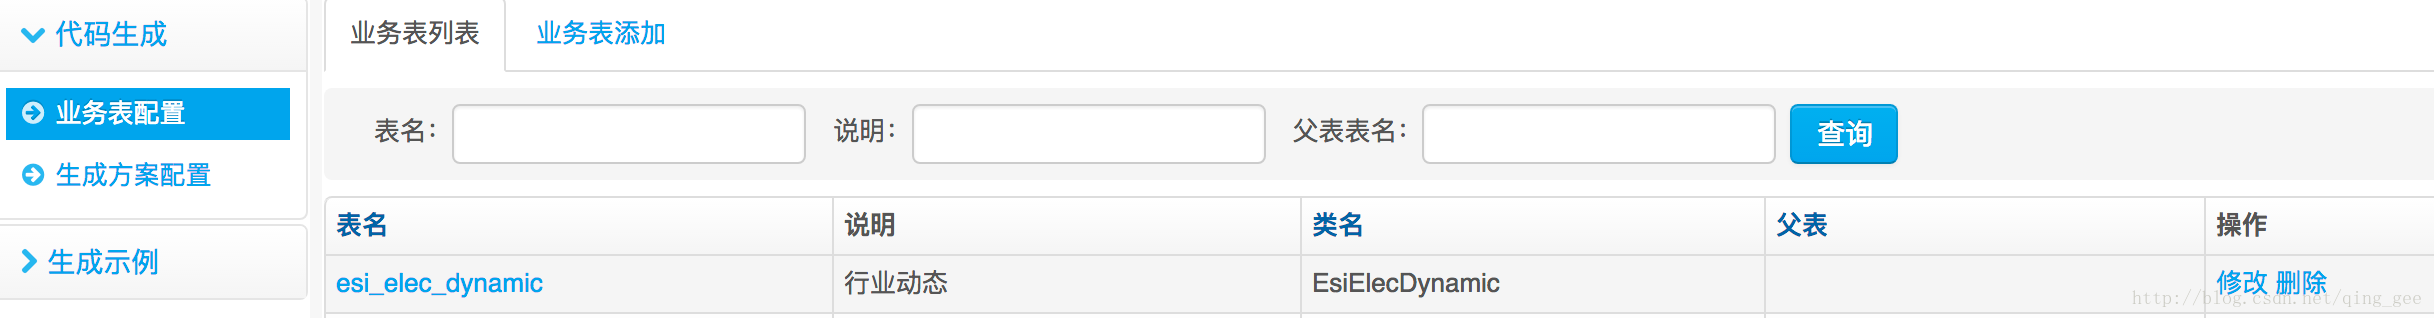 代码生成
业务表配置
生成方案配置
生成示例
业务表列表 业务表添加
表名： 说明： 父表表名： 查询
表名 说明 类名 父表 操作
esi_elec_dynamic 行业动态 EsiElecDynamic 修改 删除
http://blog.csdn.net/qing_gee